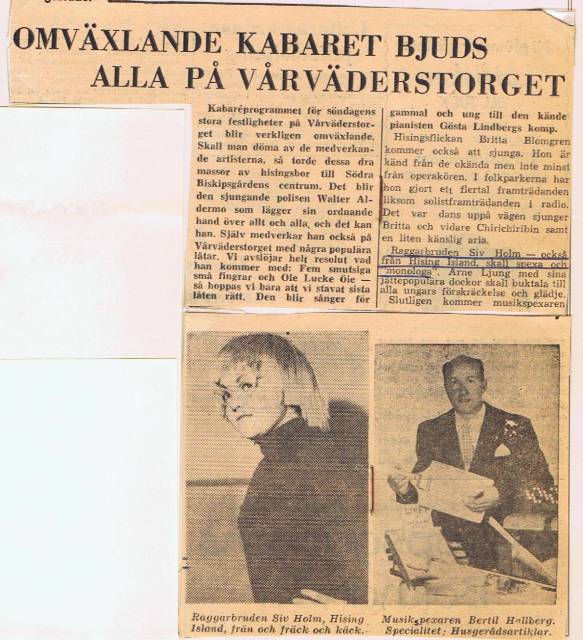 OMVÄXLANDE KABARET BJUDS
ALLA PÅ VÅRVÄDERSTORGET
Kabaréprogrammet för söndagens
stora festligheter på Vårväderstor-
get blir verkligen omväxlande.
Skall man döma av de medverkan-
de artisterna, så torde dessa dra
massor av hisingsbor till Södra
Biskipsgårdens centrum. Det blir
den sjungande polisen Walter Al-
dermo som lägger sin ordnande
hand över allt och alla, och det kan
han. Själv medverkar han också på
Vårväderstorget med några populära
låtar. Vi avslöjar helt resolut vad
han kommer med: Fem smutsiga
små fingrar och Ole Lucke öie —
så hoppas vi bara att vi stavat sista
låten rätt. Den blir sånger för
gammal och ung till den kände
pianisten Gösta Lindbergs komp.
Hisingsflickan Britta Blomgren
kommer också att sjunga. Hon är
känd från de okända men inte minst
från operakören. I folkparkerna har
hon gjort ett flertal framträdanden
liksom solistframträdanden i radio.
Det var dans uppå vägen sjunger
Britta och vidare Chirichiribin samt
en liten känslig aria.
Raggarbruden Siv Holm — också
från Hising Island, skall spexa och
"monologa". Arne Ljung med sina
jättepopulära dockor skall buktala till
alla ungars förskräckelse och glädje.
Slutligen kommer musikspexaren
Raggarbruden Siv Holm, Hising
Island, frän och fräck och käck.
Musikspexaren Bertil Hallberg.
Specialitet: Husgerådsartiklar.